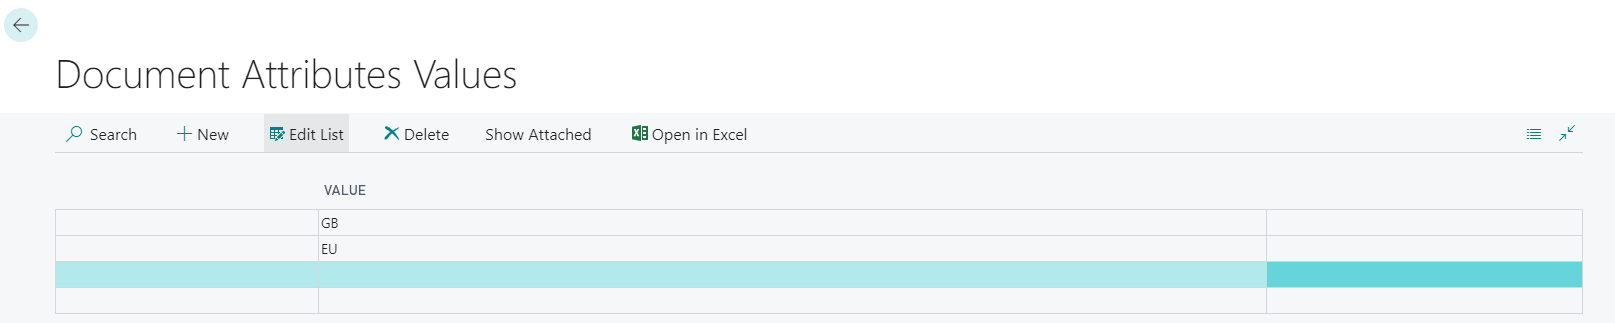 Document Attributes Values
Search New Edit List Delete Show Attached Open in Excel
VALUE
GB
EU